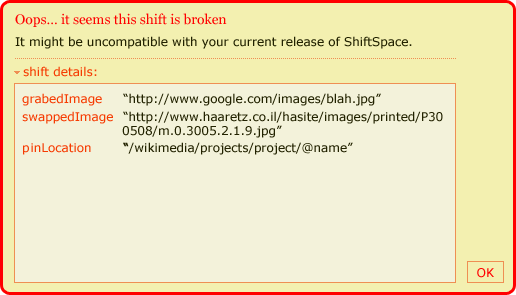 Oops... it seems this shift is broken
It might be uncompatible with your current release of ShiftSpace.
shift details:
grabedImage “http://www.google.com/images/blah.jpg”
swappedImage “http://www.haaretz.co.il/hasite/images/printed/P30
0508/m.0.3005.2.1.9.jpg”
pinLocation “/wikimedia/projects/project/@name”
OK